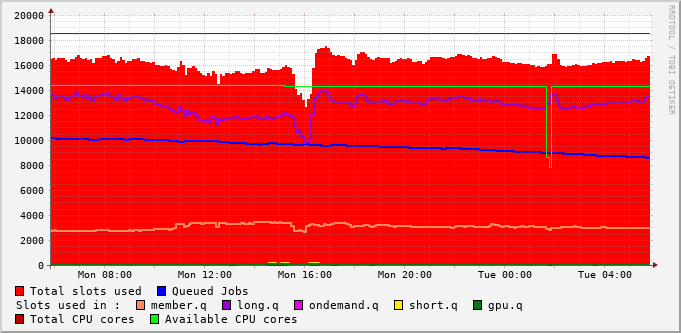 20000
18000
16000
14000
12000
10000
8000
6000
4000
2000
0
Mon 08:00 Mon 12:00 Mon 16:00 Mon 20:00 Tue 00:00 Tue 04:00
RRDTOOL / TOBI OETIKER
Total slots used Queued Jobs
Slots used in : member.q long.q ondemand.q short.q gpu.q
Total CPU cores Available CPU cores